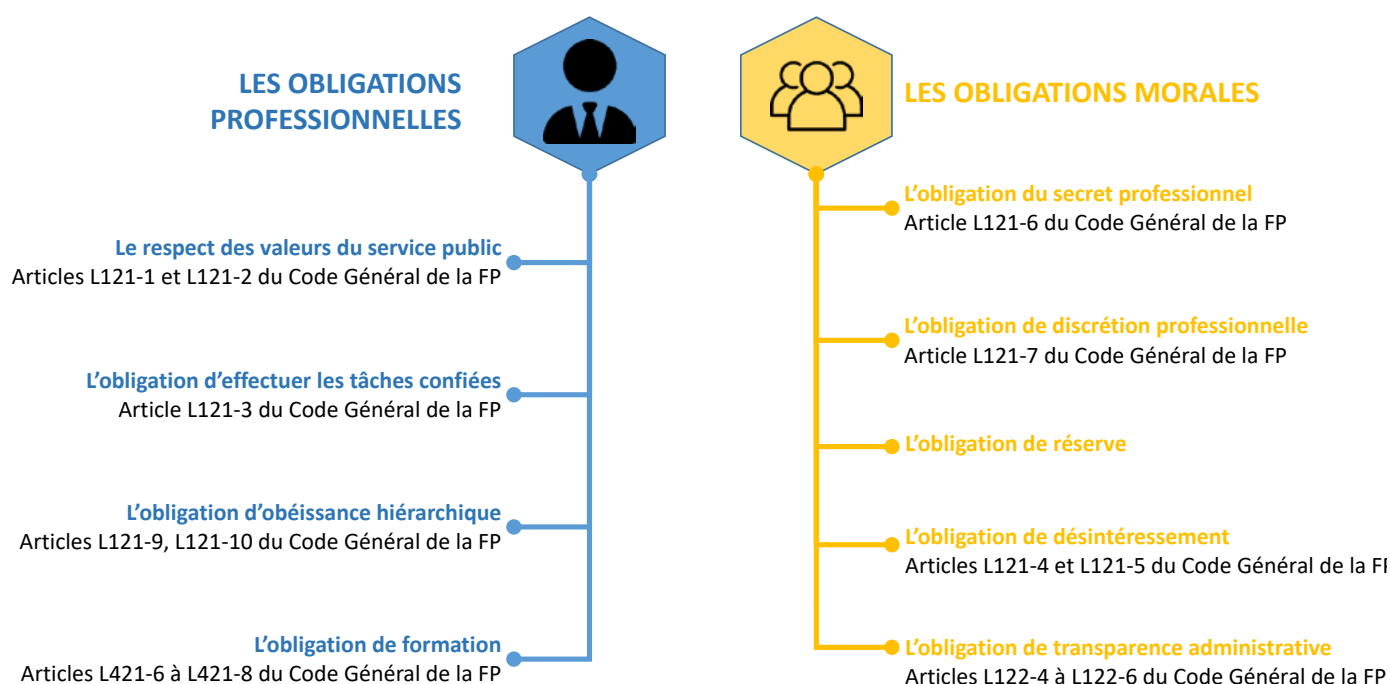 LES OBLIGATIONS
PROFESSIONNELLES
Le respect des valeurs du service public
Articles L121-1 et L121-2 du Code Général de la FP
L'obligation d'effectuer les tâches confiées
Article L121-3 du Code Général de la FP
L'obligation d'obéissance hiérarchique
Articles L121-9, L121-10 du Code Général de la FP
L'obligation de formation
Articles L421-6 à L421-8 du Code Général de la FP
LES OBLIGATIONS MORALES
L'obligation du secret professionnel
Article L121-6 du Code Général de la FP
L'obligation de discrétion professionnelle
Article L121-7 du Code Général de la FP
L'obligation de réserve
L'obligation de désintéressement
Articles L121-4 et L121-5 du Code Général de la FP
L'obligation de transparence administrative
Articles L122-4 à L122-6 du Code Général de la FP